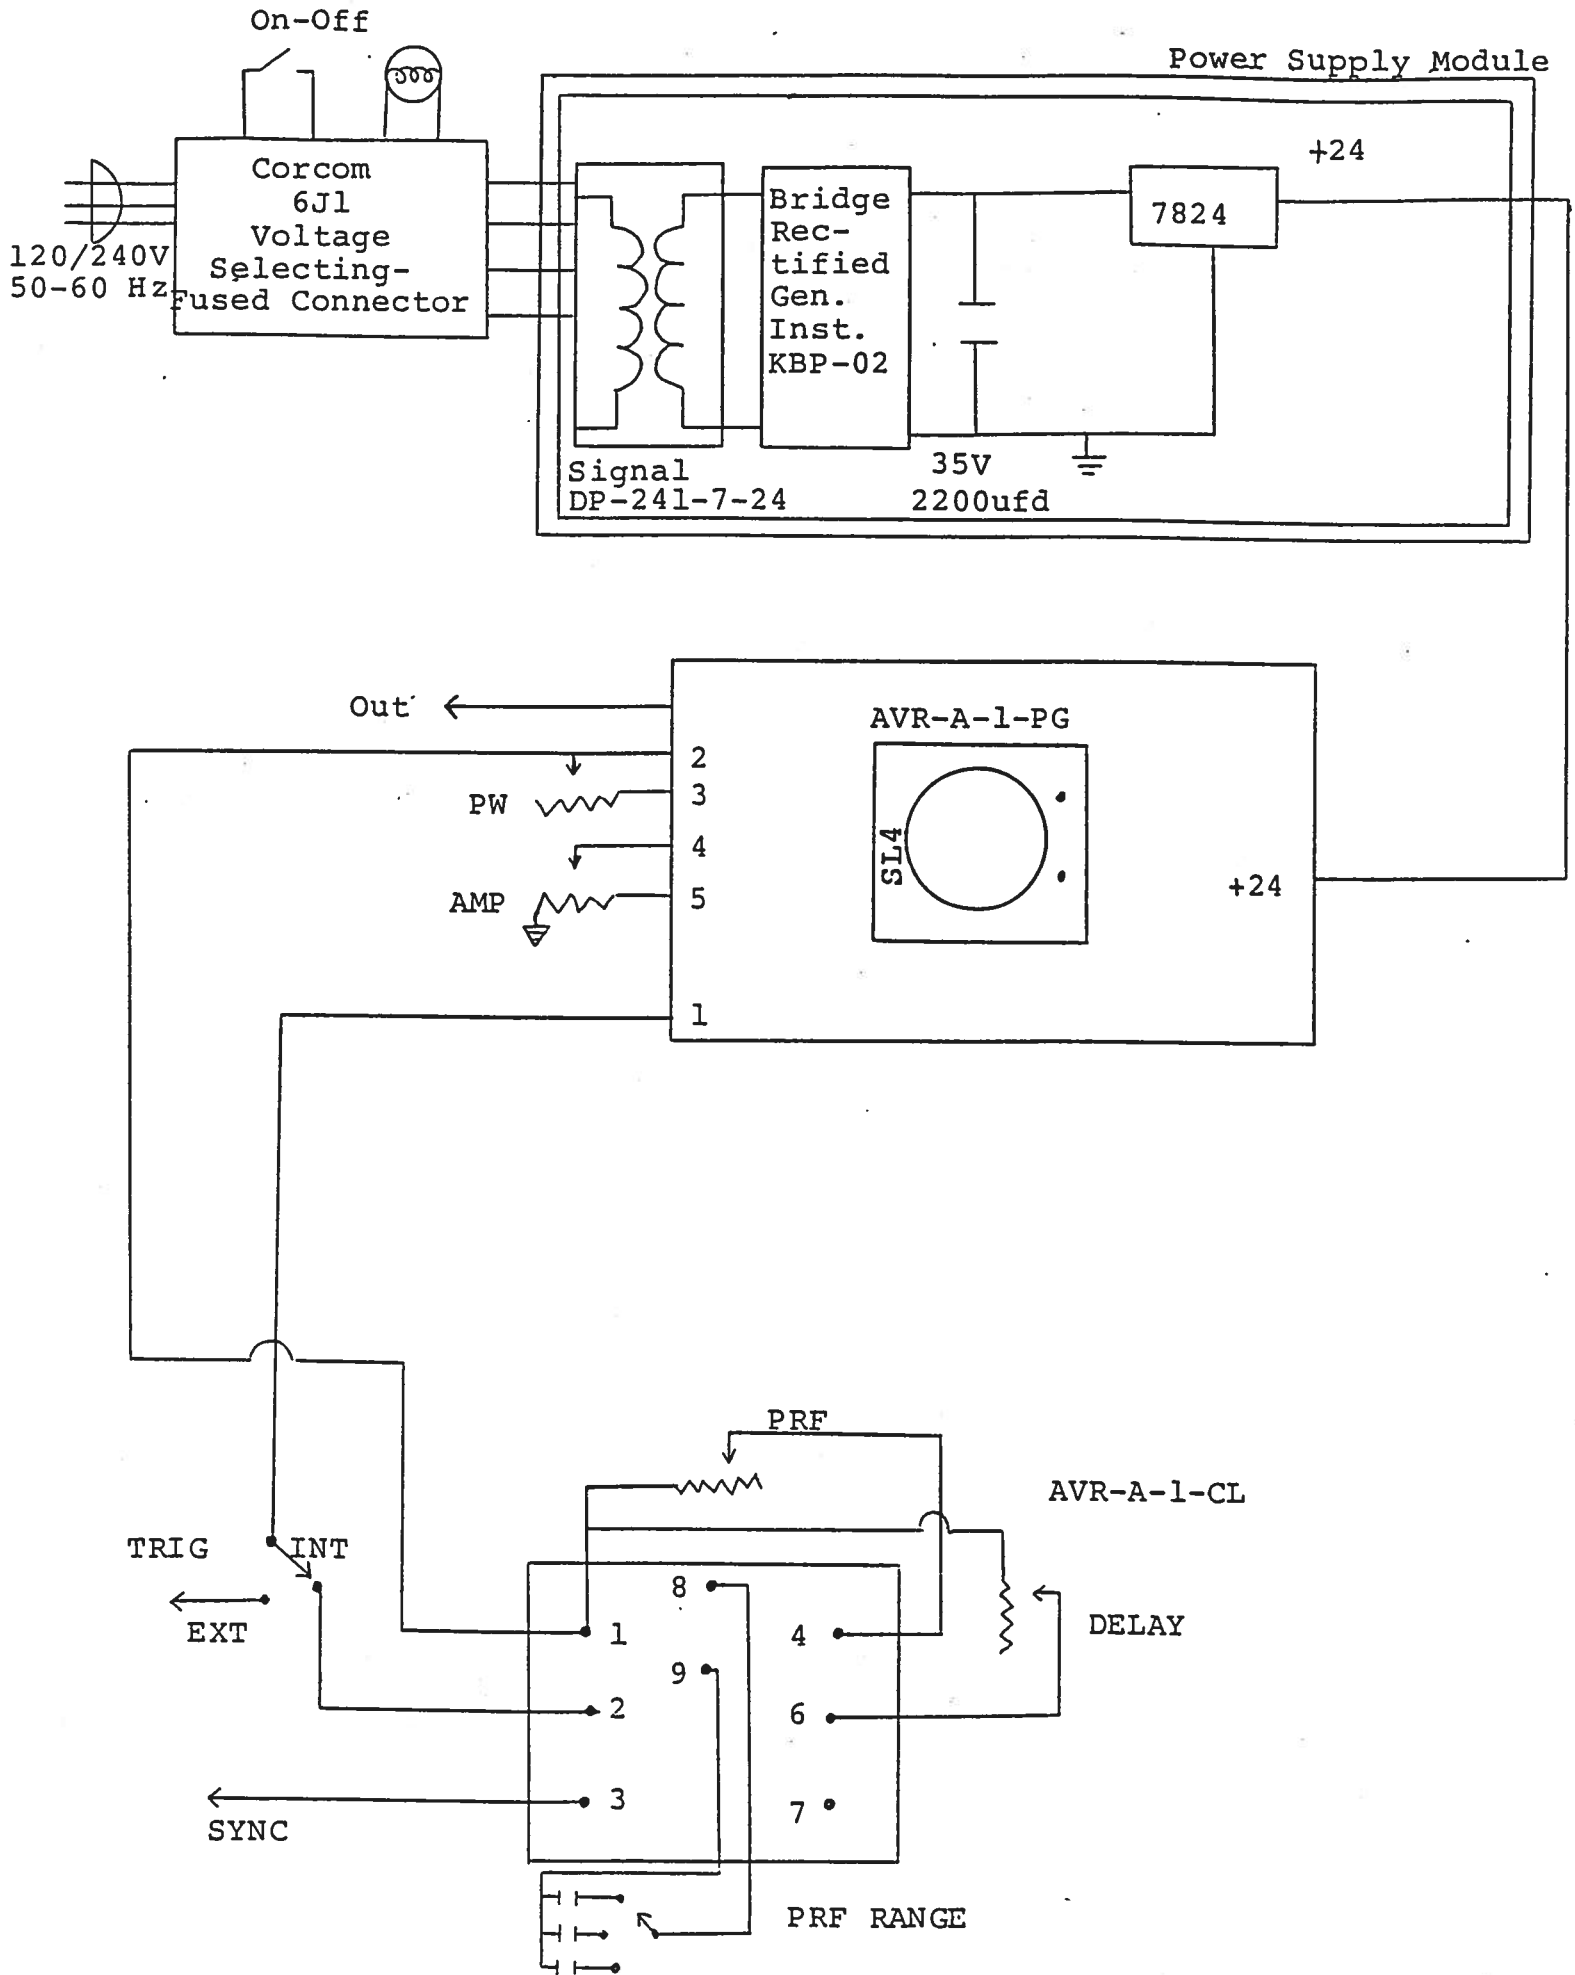 On-Off
Power Supply Module
Corcom
6J1
Voltage
Selecting-
Fused Connector
120/240V
50-60 Hz
Bridge
Rec-
tified
Gen.
Inst.
KBP-02
7824
+24
35V
2200ufd
Signal
DP-241-7-24
Out
AVR-A-1-PG
2
PW
3
4
AMP
5
SL4
+24
1
PRF
AVR-A-1-CL
TRIG
INT
EXT
8
1
4
DELAY
9
2
6
3
7
SYNC
PRF RANGE